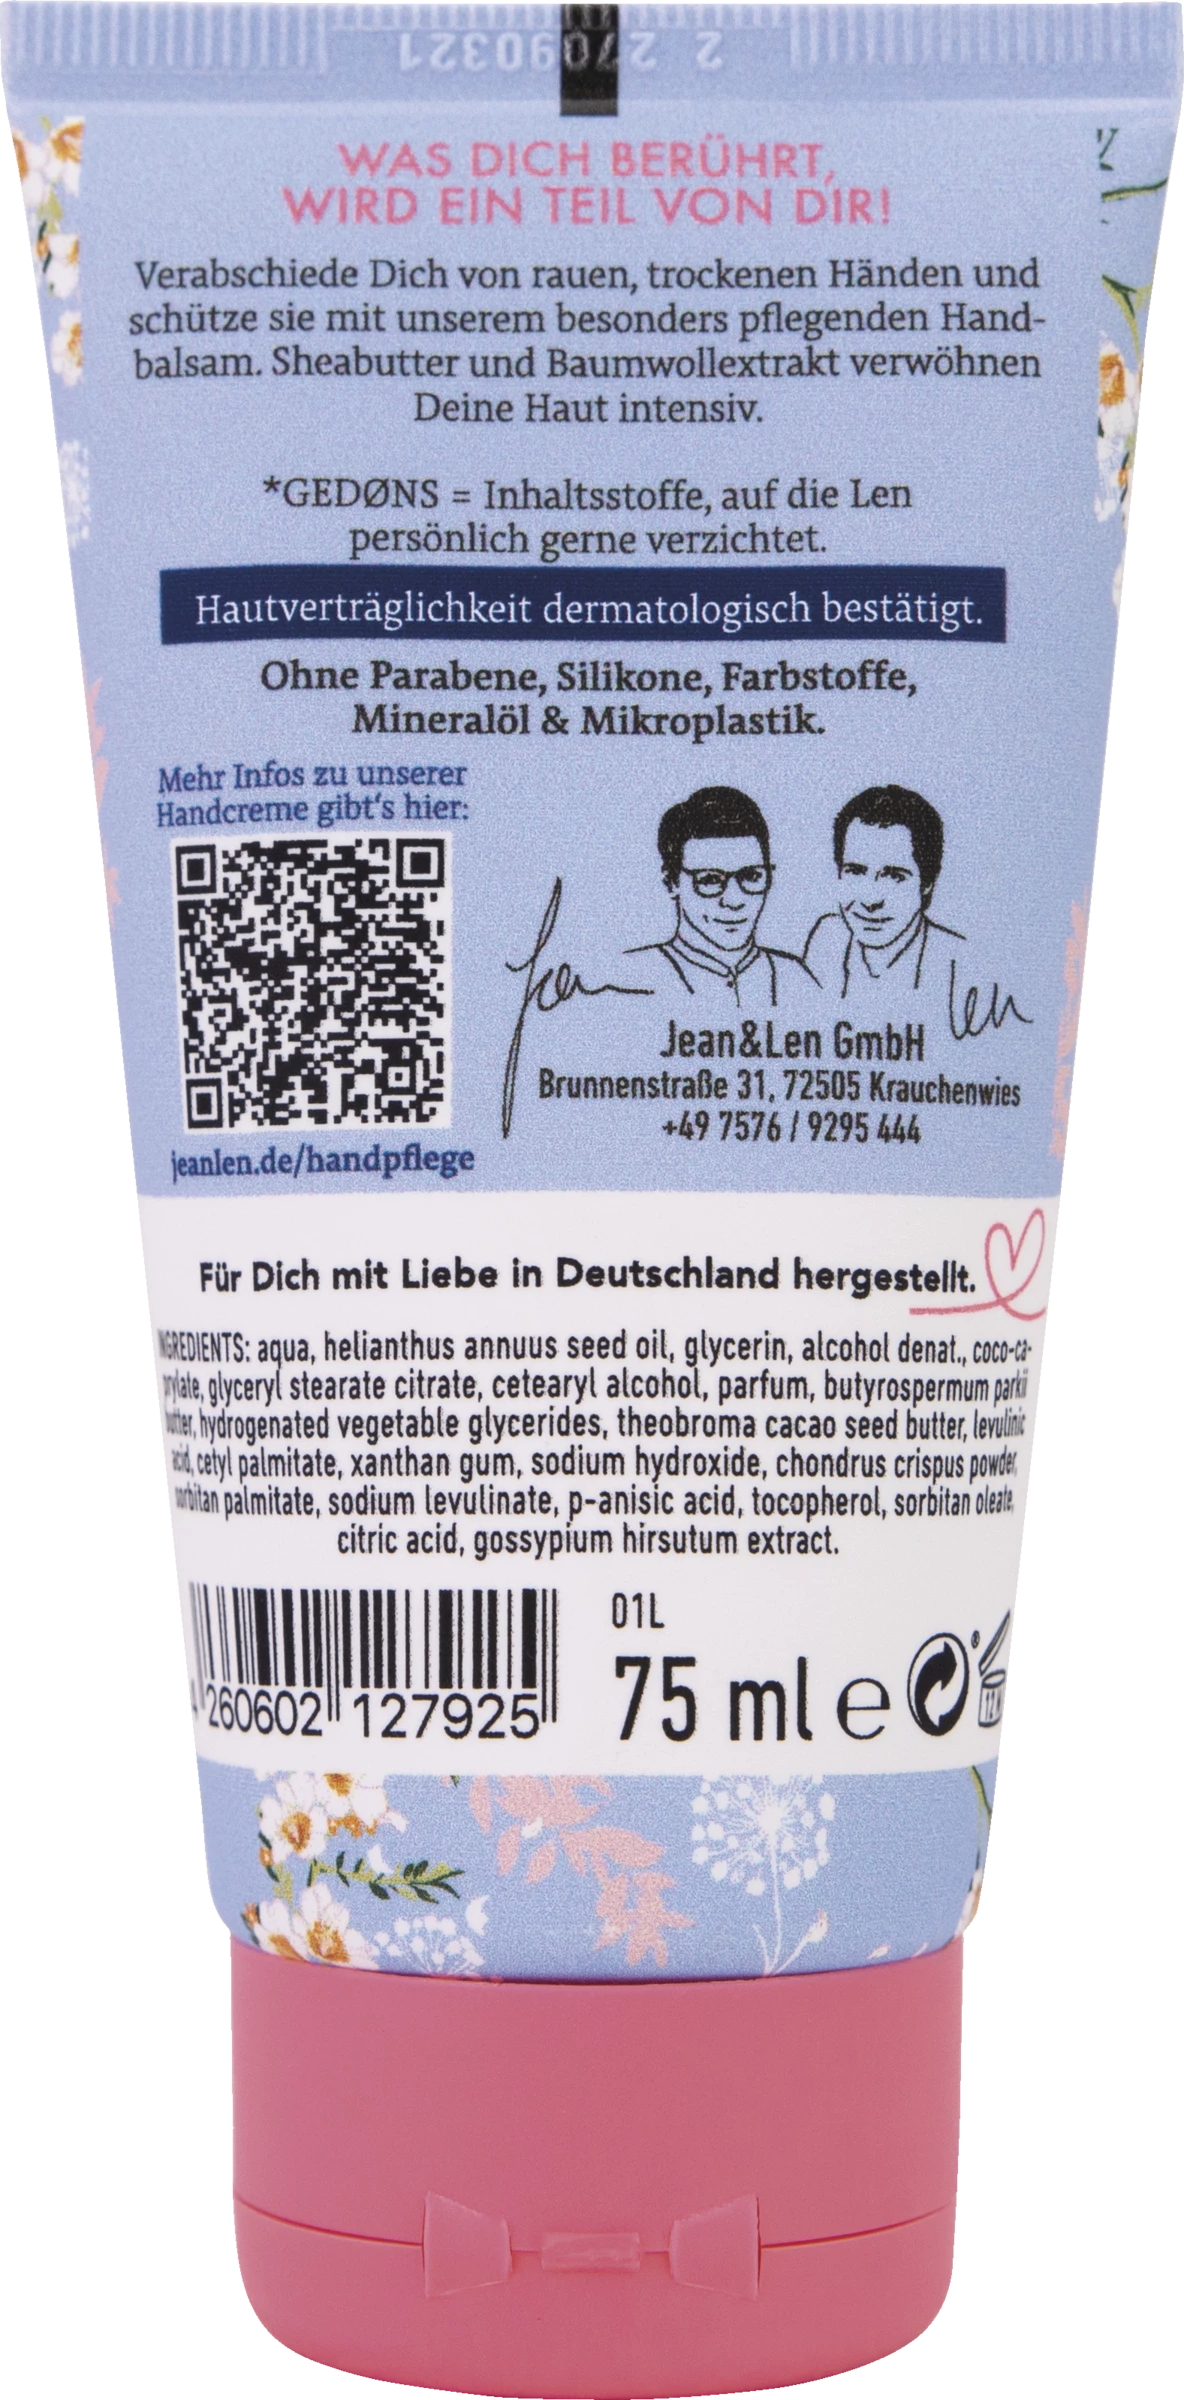 2 27090321
WAS DICH BERÜHRT,
WIRD EIN TEIL VON DIR!
Verabschiede Dich von rauen, trockenen Händen und
schütze sie mit unserem besonders pflegenden Hand-
balsam. Sheabutter und Baumwollextrakt verwöhnen
Deine Haut intensiv.
*GEDØNS = Inhaltsstoffe, auf die Len
persönlich gerne verzichtet.
Hautverträglichkeit dermatologisch bestätigt.
Ohne Parabene, Silikone, Farbstoffe,
Mineralöl & Mikroplastik.
Mehr Infos zu unserer
Handcreme gibt's hier:
jeanlen.de/handpflege
Jean
Len
Jean&Len GmbH
Brunnenstraße 31, 72505 Krauchenwies
+49 7576 / 9295 444
Für Dich mit Liebe in Deutschland hergestellt.
INGREDIENTS: aqua, helianthus annuus seed oil, glycerin, alcohol denat., coco-ca-
prylate, glyceryl stearate citrate, cetearyl alcohol, parfum, butyrospermum parkii
butter, hydrogenated vegetable glycerides, theobroma cacao seed butter, levulinic
acid, cetyl palmitate, xanthan gum, sodium hydroxide, chondrus crispus powder,
sorbitan palmitate, sodium levulinate, p-anisic acid, tocopherol, sorbitan oleate,
citric acid, gossypium hirsutum extract.
4 260602 127925
01L
75 ml e
®
12 M